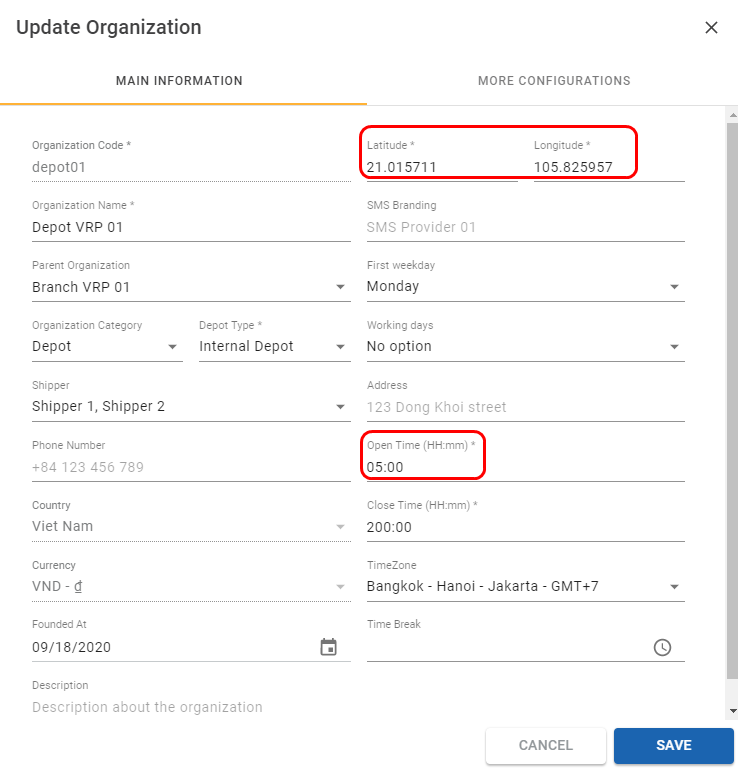 Update Organization
MAIN INFORMATION
MORE CONFIGURATIONS
Organization Code *
depot01
Latitude *
21.015711
Longitude *
105.825957
Organization Name *
Depot VRP 01
SMS Branding
SMS Provider 01
Parent Organization
Branch VRP 01
First weekday
Monday
Organization Category
Depot
Depot Type *
Internal Depot
Working days
No option
Shipper
Shipper 1, Shipper 2
Address
123 Dong Khoi street
Phone Number
+84 123 456 789
Open Time (HH:mm) *
05:00
Country
Viet Nam
Close Time (HH:mm) *
200:00
Currency
VND - ₫
TimeZone
Bangkok - Hanoi - Jakarta - GMT+7
Founded At
09/18/2020
Time Break
Description
Description about the organization
CANCEL
SAVE